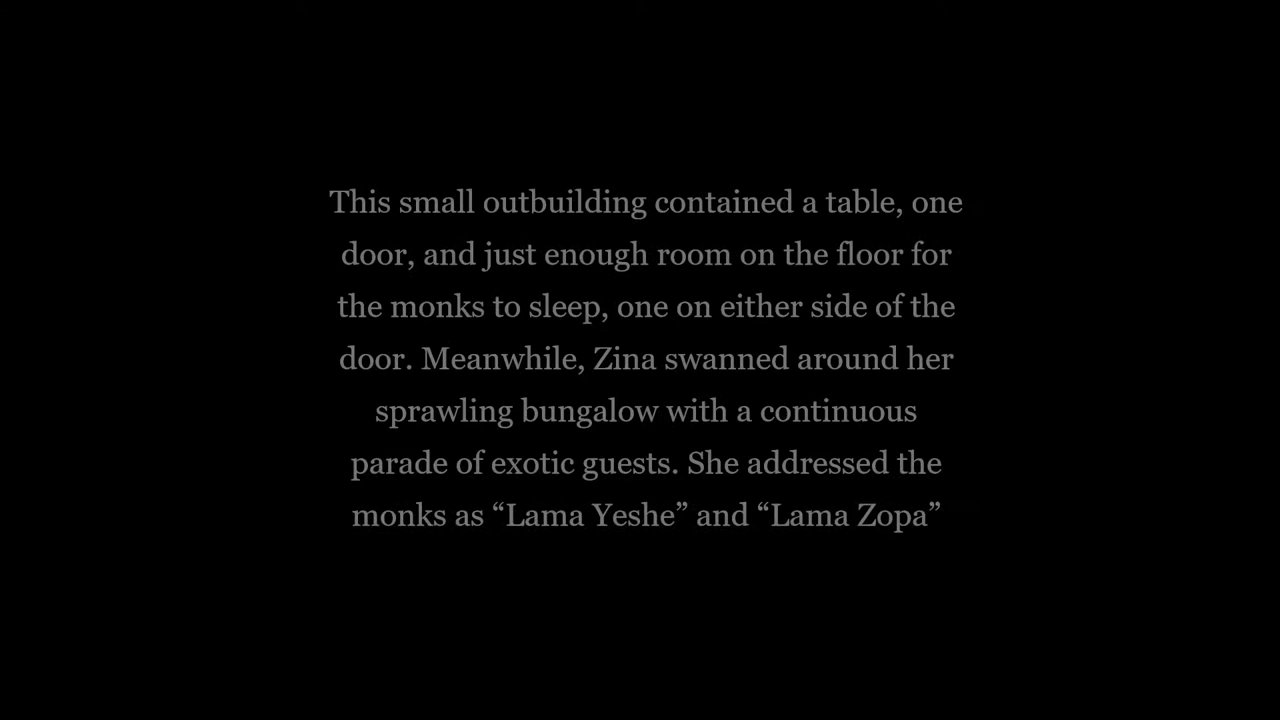 This small outbuilding contained a table, one
door, and just enough room on the floor for
the monks to sleep, one on either side of the
door. Meanwhile, Zina swanned around her
sprawling bungalow with a continuous
parade of exotic guests. She addressed the
monks as “Lama Yeshe” and “Lama Zopa”